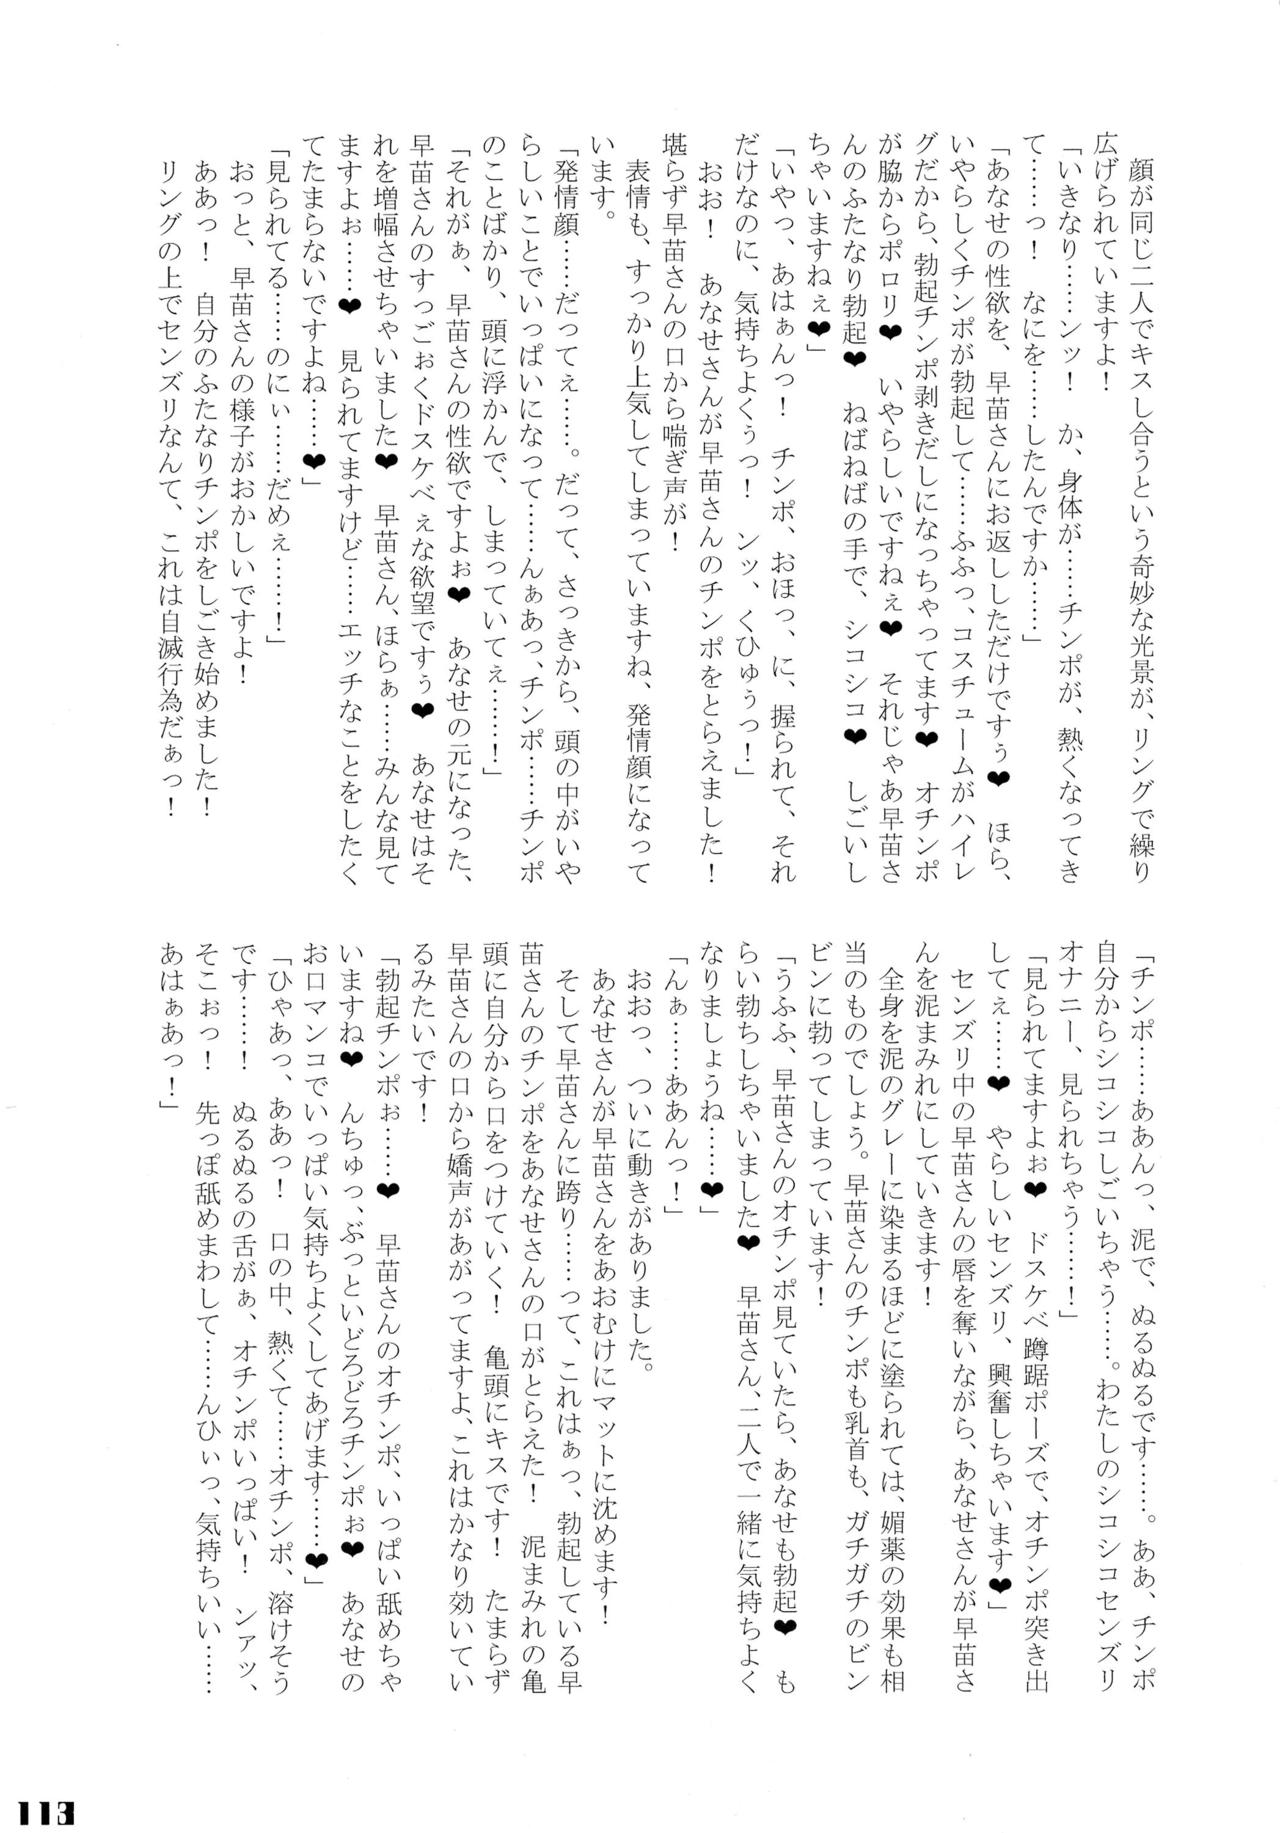 顔が同じ二人でキスし合うという奇妙な光景が、リングで繰り
広げられていますよ！
「いきなり……ンッ！　か、身体が……チンポが、熱くなってき
て……っ！　なにを……したんですか……」
「あなせの性欲を、早苗さんにお返ししただけですぅ❤　ほら、
いやらしくチンポが勃起して……ふふっ、コスチュームがハイレ
グだから、勃起チンポ剥きだしになっちゃってます❤　オチンポ
が脇からポロリ❤　いやらしいですねぇ❤　それじゃあ早苗さ
んのふたなり勃起❤　ねばねばの手で、シコシコ❤　しごいし
ちゃいますねぇ❤」
「いやっ、あはぁんっ！　チンポ、おほっ、に、握られて、それ
だけなのに、気持ちよくぅっ！　ンッ、くひゅぅっ！」
おお！　あなせさんが早苗さんのチンポをとらえました！
堪らず早苗さんの口から喘ぎ声が！
表情も、すっかり上気してしまっていますね、発情顔になって
います。
「発情顔……だってぇ……。だって、さっきから、頭の中がいや
らしいことでいっぱいになって……んぁあっ、チンポ……チンポ
のことばかり、頭に浮かんで、しまっていてぇ……！」
「それがぁ、早苗さんの性欲ですよぉ❤　あなせの元になった、
早苗さんのすっごぉくドスケベぇな欲望ですぅ❤　あなせはそ
れを増幅させちゃいました❤　早苗さん、ほらぁ……みんな見て
ますよぉ……❤　見られてますけど……エッチなことをしたく
てたまらないですよね……❤」
「見られてる……のにぃ……だめぇ……！」
おっと、早苗さんの様子がおかしいですよ！
ああっ！　自分のふたなりチンポをしごき始めました！
リングの上でセンズリなんて、これは自滅行為だぁっ！
「チンポ……ああんっ、泥で、ぬるぬるです……。ああ、チンポ
自分からシコシコしごいちゃう……。わたしのシコシコセンズリ
オナニー、見られちゃう……！」
「見られてますよぉ❤　ドスケベ蹲踞ポーズで、オチンポ突き出
してぇ……❤　やらしいセンズリ、興奮しちゃいます❤」
センズリ中の早苗さんの唇を奪いながら、あなせさんが早苗さ
んを泥まみれにしていきます！
全身を泥のグレーに染まるほどに塗られては、媚薬の効果も相
当のものでしょう。早苗さんのチンポも乳首も、ガチガチのビン
ビンに勃ってしまっています！
「うふふ、早苗さんのオチンポ見ていたら、あなせも勃起❤　も
らい勃ちしちゃいました❤　早苗さん、二人で一緒に気持ちよく
なりましょうね……❤」
「んぁ……ああんっ！」
おおっ、ついに動きがありました。
あなせさんが早苗さんをあおむけにマットに沈めます！
そして早苗さんに跨り……って、これはぁっ、勃起している早
苗さんのチンポをあなせさんの口がとらえた！　泥まみれの亀
頭に自分から口をつけていく！　亀頭にキスです！　たまらず
早苗さんの口から嬌声があがってますよ、これはかなり効いてい
るみたいです！
「勃起チンポぉ……❤　早苗さんのオチンポ、いっぱい舐めちゃ
いますね❤　んちゅっ、ぶっといどろどろチンポぉ❤　あなせの
お口マンコでいっぱい気持ちよくしてあげます……❤」
「ひゃあっ、ああっ！　口の中、熱くて……オチンポ、溶けそう
です……！　ぬるぬるの舌がぁ、オチンポいっぱい！　ンァッ、
そこぉっ！　先っぽ舐めまわして……んひぃっ、気持ちいい……
あはぁあっ！」
113